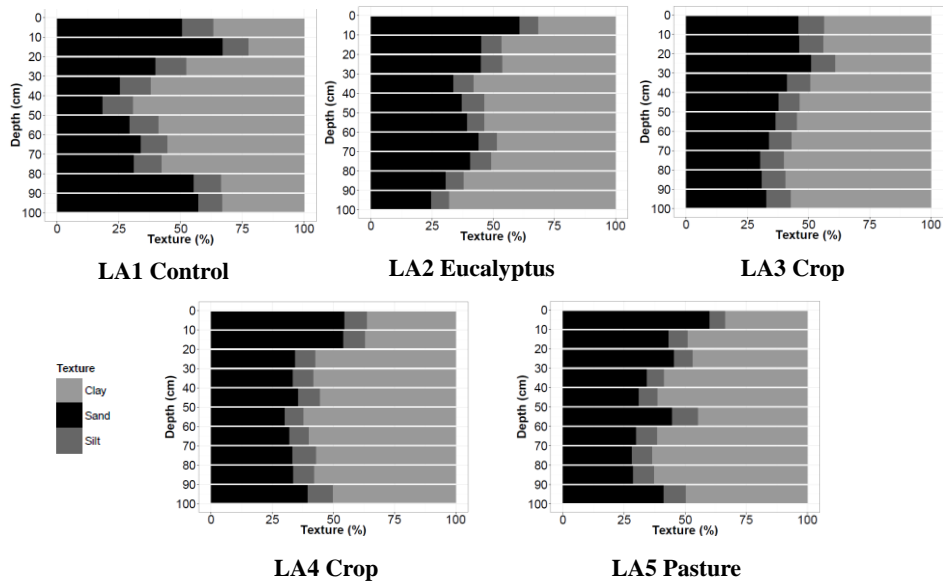 0
10
20
30
40
50
60
70
80
90
100
Depth (cm)
0 25 50 75 100
Texture (%)
LA1 Control
0
10
20
30
40
50
60
70
80
90
100
Depth (cm)
0 25 50 75 100
Texture (%)
LA2 Eucalyptus
0
10
20
30
40
50
60
70
80
90
100
Depth (cm)
0 25 50 75 100
Texture (%)
LA3 Crop
Texture
Clay
Sand
Silt
0
10
20
30
40
50
60
70
80
90
100
Depth (cm)
0 25 50 75 100
Texture (%)
LA4 Crop
0
10
20
30
40
50
60
70
80
90
100
Depth (cm)
0 25 50 75 100
Texture (%)
LA5 Pasture